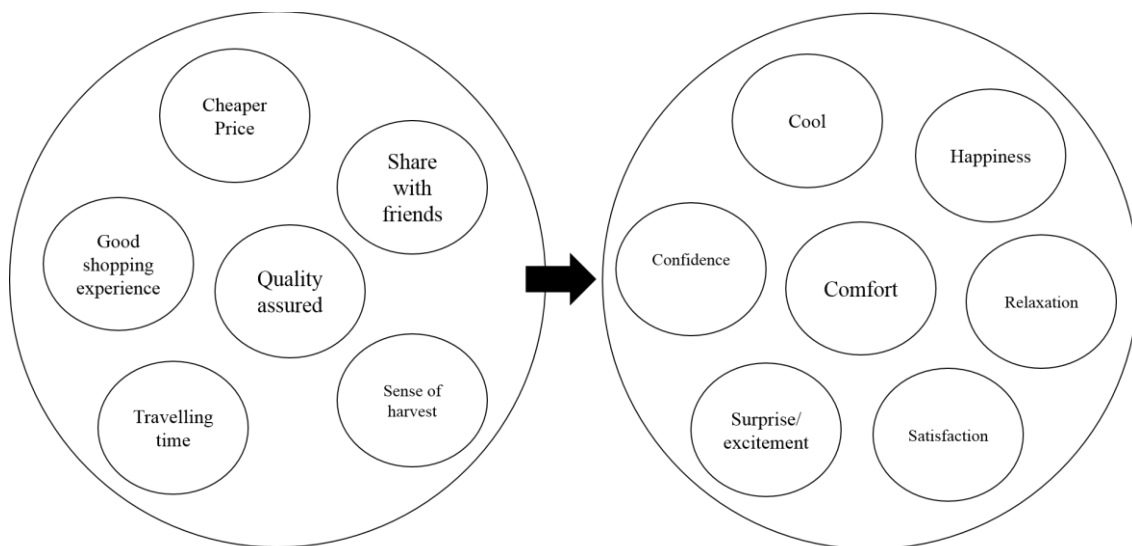 Cheaper
Price
Share
with
friends
Good
shopping
experience
Quality
assured
Sense of
harvest
Travelling
time
Cool
Happiness
Confidence
Comfort
Relaxation
Surprise/
excitement
Satisfaction